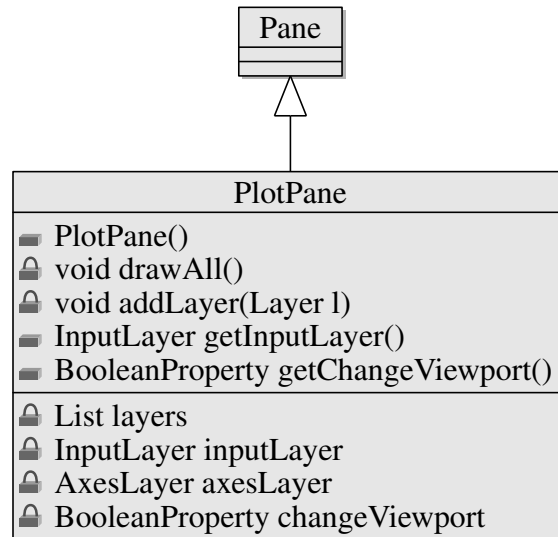 Pane
PlotPane
PlotPane()
void drawAll()
void addLayer(Layer l)
InputLayer getInputLayer()
BooleanProperty getChangeViewport()
List layers
InputLayer inputLayer
AxesLayer axesLayer
BooleanProperty changeViewport